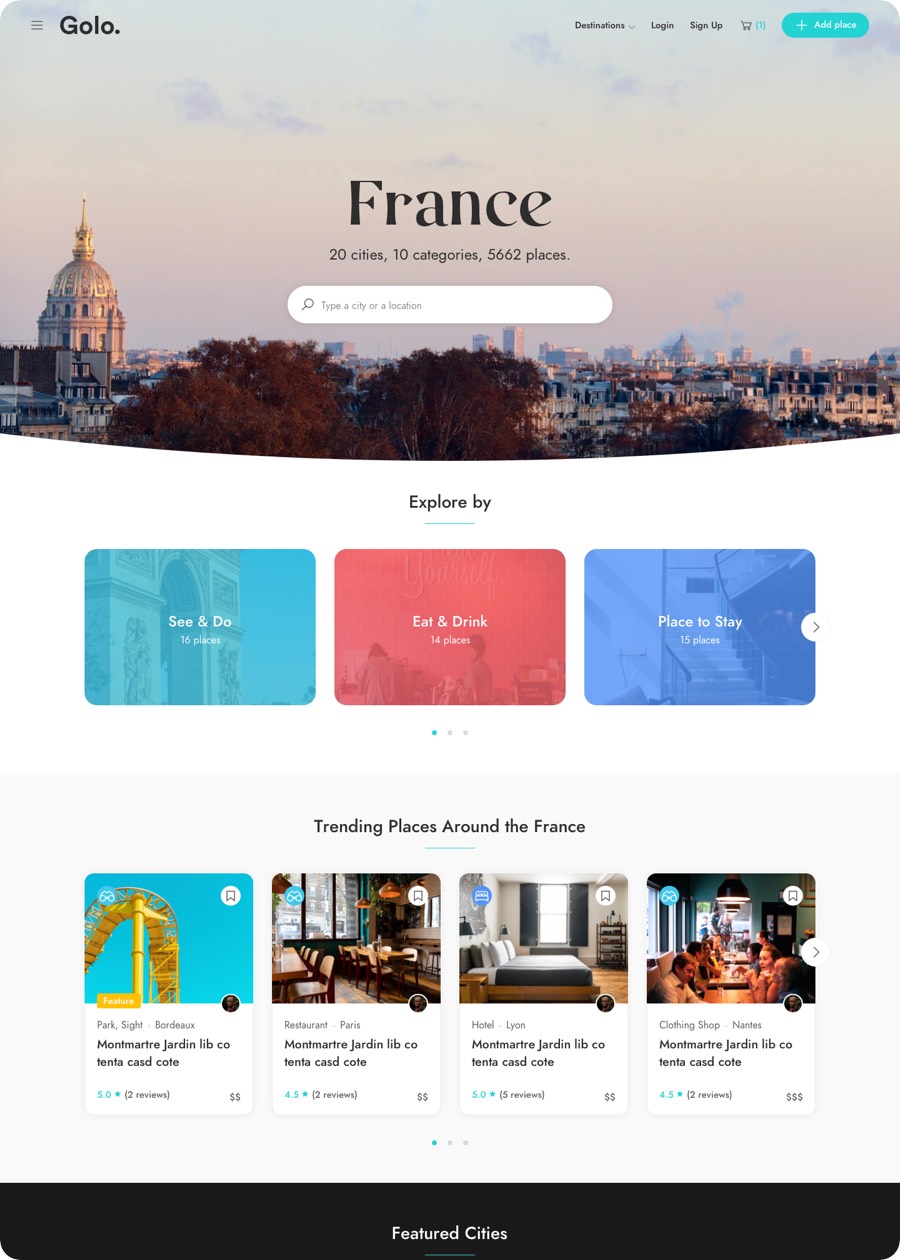 Golo.
Destinations
Login
Sign Up
(1)
Add place
France
20 cities, 10 categories, 5662 places.
Type a city or a location
Explore by
Yourself
See & Do
16 places
Eat & Drink
14 places
Place to Stay
15 places
Trending Places Around the France
Feature
Park, Sight · Bordeaux
Montmartre Jardin lib co
tenta casd cote
5.0 ★ (2 reviews)
$$
Restaurant · Paris
Montmartre Jardin lib co
tenta casd cote
4.5 ★ (2 reviews)
$$
Hotel · Lyon
Montmartre Jardin lib co
tenta casd cote
5.0 ★ (5 reviews)
$$
Clothing Shop · Nantes
Montmartre Jardin lib co
tenta casd cote
4.5 ★ (2 reviews)
$$$
Featured Cities